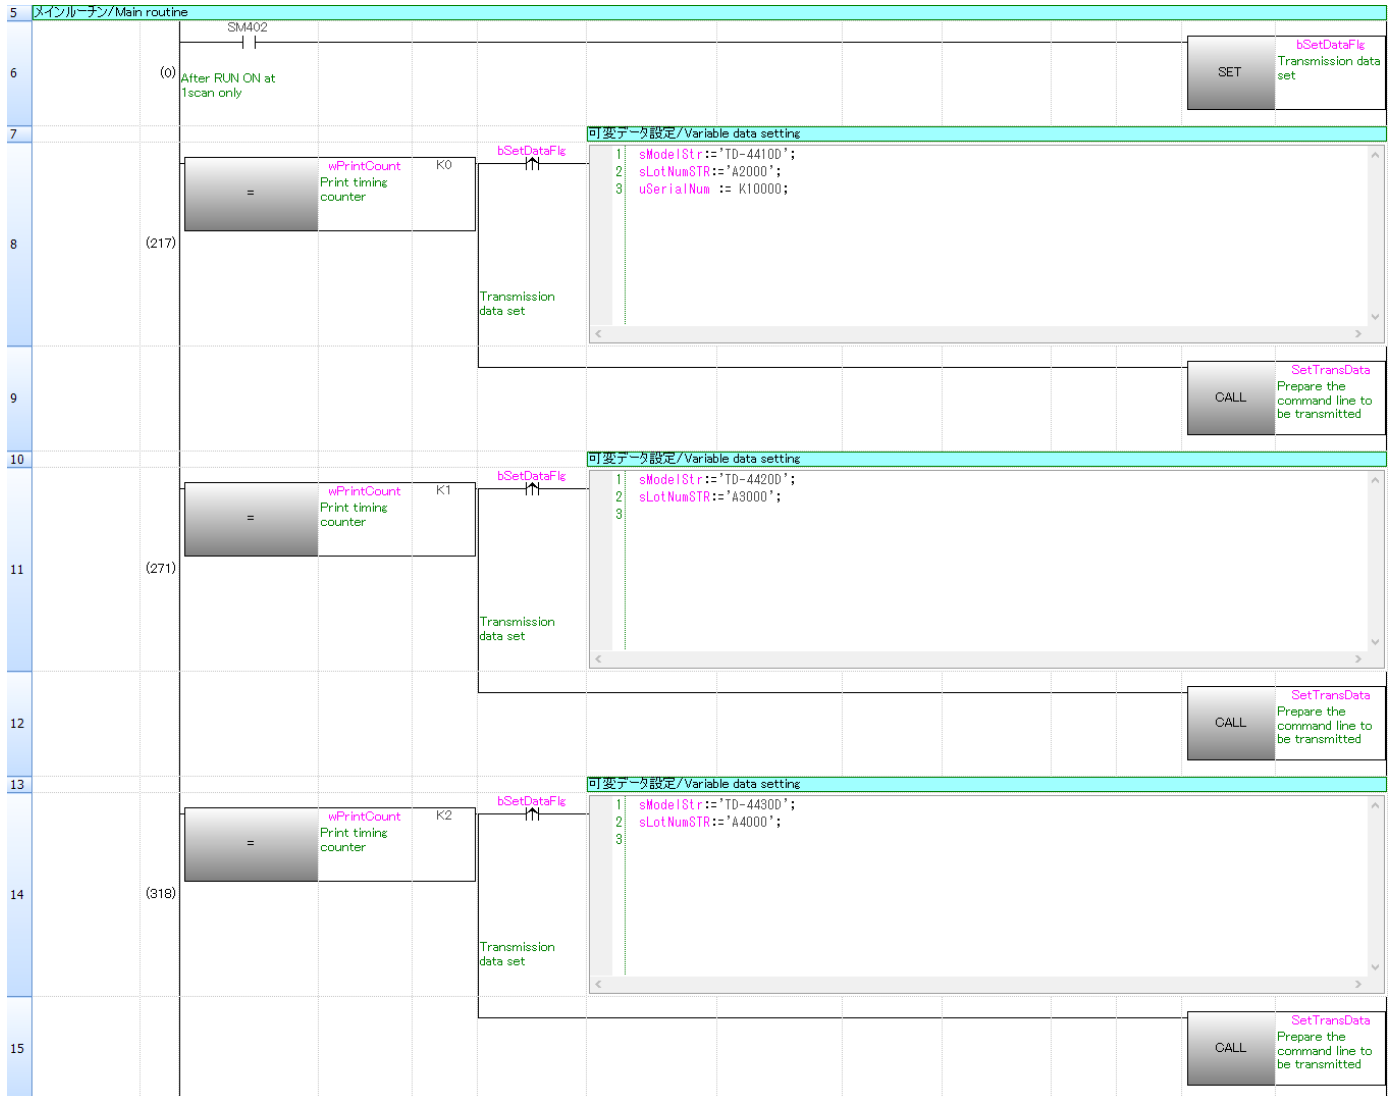 5 メインルーチン/Main routine
SM402
6 (0) After RUN ON at
1scan only
SET
bSetDataFlg
Transmission data
set
7 可変データ設定/Variable data setting
8 (217)
=
wPrintCount K0
Print timing
counter
bSetDataFlg
Transmission
data set
1 sModelStr:='TD-4410D';
2 sLotNumSTR:='A2000';
3 uSerialNum := K10000;
9
CALL
SetTransData
Prepare the
command line to
be transmitted
10 可変データ設定/Variable data setting
11 (271)
=
wPrintCount K1
Print timing
counter
bSetDataFlg
Transmission
data set
1 sModelStr:='TD-4420D';
2 sLotNumSTR:='A3000';
3
12
CALL
SetTransData
Prepare the
command line to
be transmitted
13 可変データ設定/Variable data setting
14 (318)
=
wPrintCount K2
Print timing
counter
bSetDataFlg
Transmission
data set
1 sModelStr:='TD-4430D';
2 sLotNumSTR:='A4000';
3
15
CALL
SetTransData
Prepare the
command line to
be transmitted